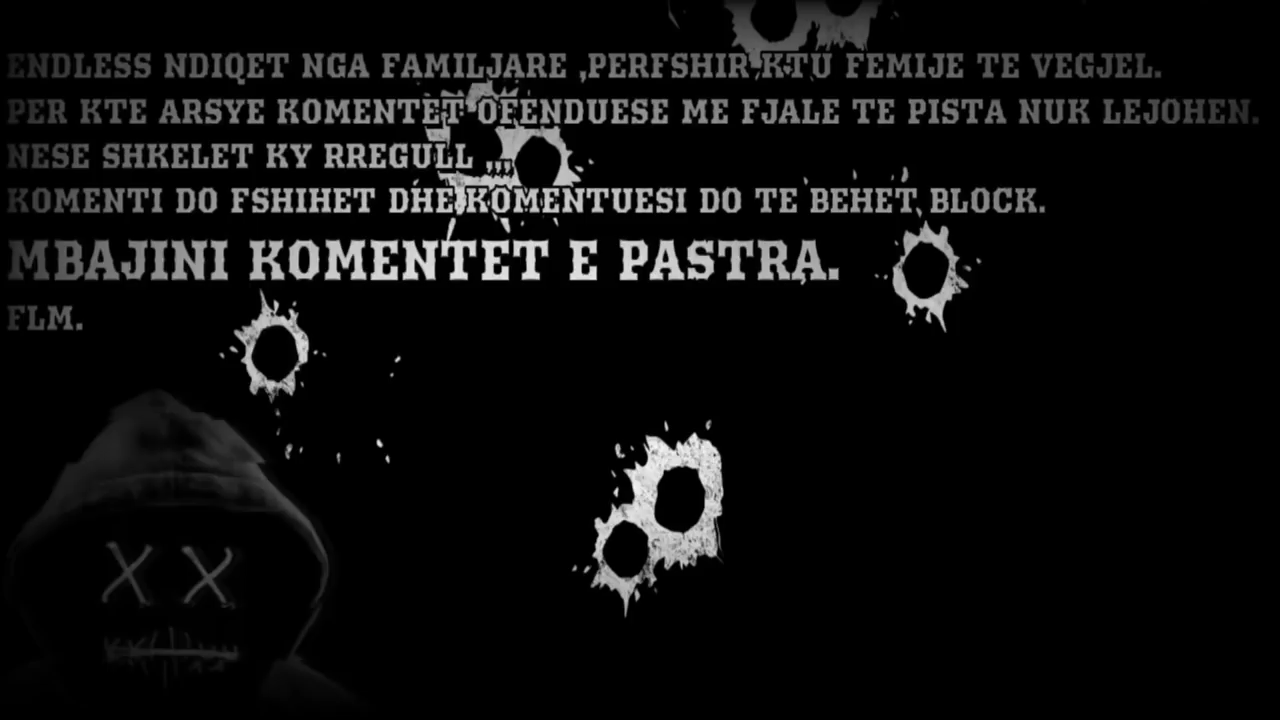 ENDLESS NDIQET NGA FAMILJARE ,PERFSHIR KTU FEMIJE TE VEGJEL.
PER KTE ARSYE KOMENTET OFENDUESE ME FJALE TE PISTA NUK LEJOHEN.
NESE SHKELET KY RREGULL ,,,,
KOMENTI DO FSHIHET DHE KOMENTUESI DO TE BEHET BLOCK.
MBAJINI KOMENTET E PASTRA.
FLM.